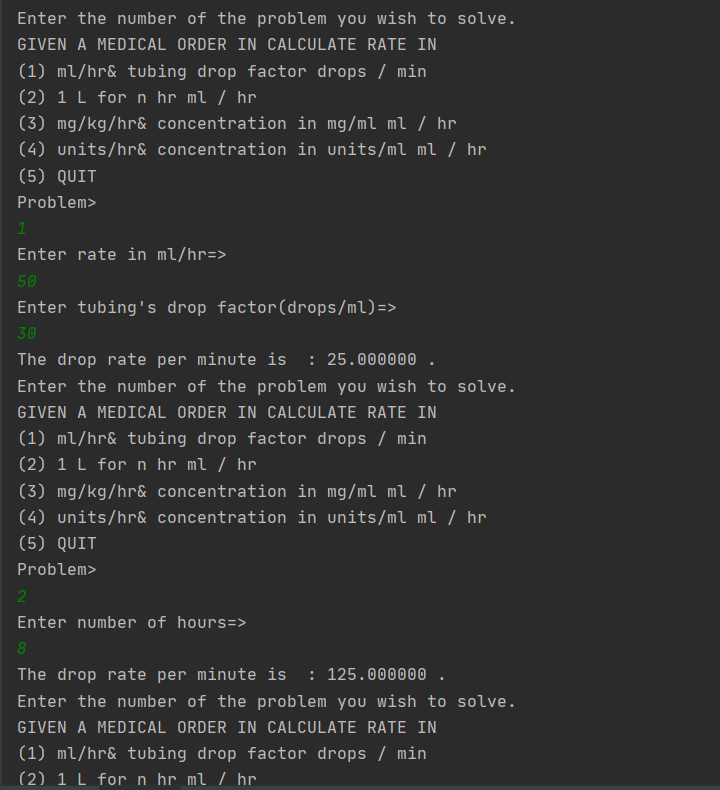 Enter the number of the problem you wish to solve.
GIVEN A MEDICAL ORDER IN CALCULATE RATE IN
(1) ml/hr& tubing drop factor drops / min
(2) 1 L for n hr ml / hr
(3) mg/kg/hr& concentration in mg/ml ml / hr
(4) units/hr& concentration in units/ml ml / hr
(5) QUIT
Problem>
1
Enter rate in ml/hr=>
50
Enter tubing's drop factor(drops/ml)=>
30
The drop rate per minute is  : 25.000000 .
Enter the number of the problem you wish to solve.
GIVEN A MEDICAL ORDER IN CALCULATE RATE IN
(1) ml/hr& tubing drop factor drops / min
(2) 1 L for n hr ml / hr
(3) mg/kg/hr& concentration in mg/ml ml / hr
(4) units/hr& concentration in units/ml ml / hr
(5) QUIT
Problem>
2
Enter number of hours=>
8
The drop rate per minute is  : 125.000000 .
Enter the number of the problem you wish to solve.
GIVEN A MEDICAL ORDER IN CALCULATE RATE IN
(1) ml/hr& tubing drop factor drops / min
(2) 1 L for n hr ml / hr